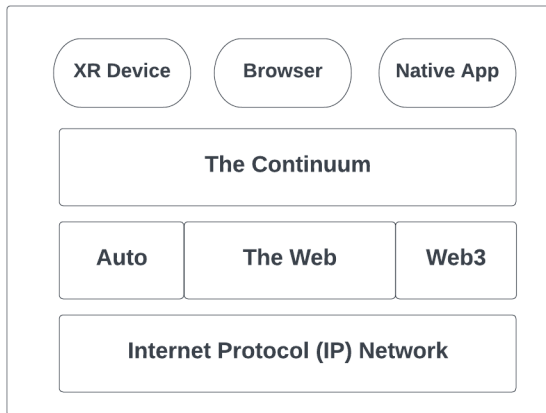 XR Device
Browser
Native App
The Continuum
Auto
The Web
Web3
Internet Protocol (IP) Network